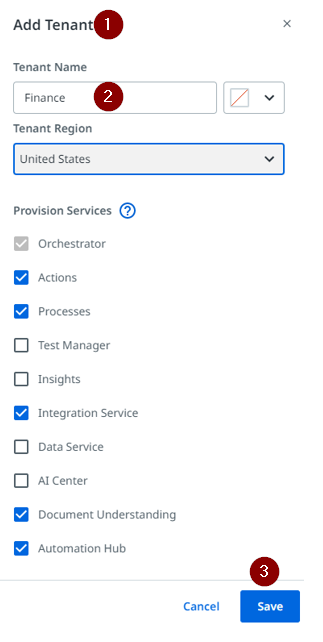 Add Tenant 1
Tenant Name
Finance 2
Tenant Region
United States
Provision Services ?
Orchestrator
Actions
Processes
Test Manager
Insights
Integration Service
Data Service
AI Center
Document Understanding
Automation Hub
3
Cancel Save